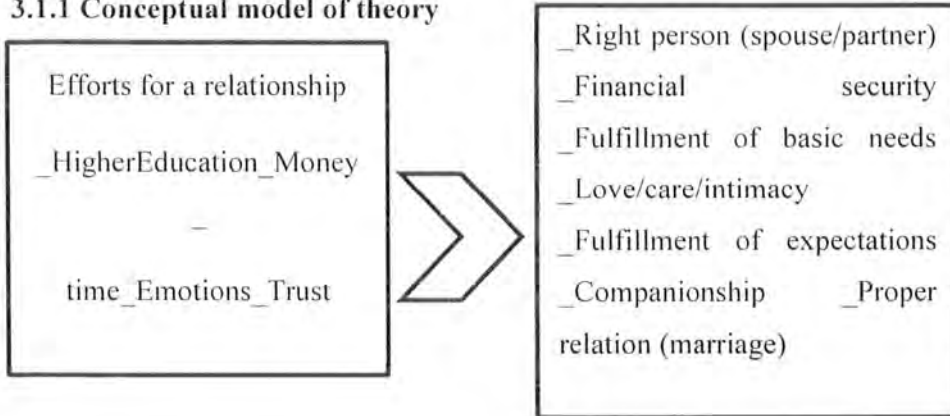 3.1.1 Conceptual model of theory
Efforts for a relationship
_HigherEducation_Money
_
time_Emotions_Trust
_Right person (spouse/partner)
_Financial security
_Fulfillment of basic needs
_Love/care/intimacy
_Fulfillment of expectations
_Companionship _Proper
relation (marriage)